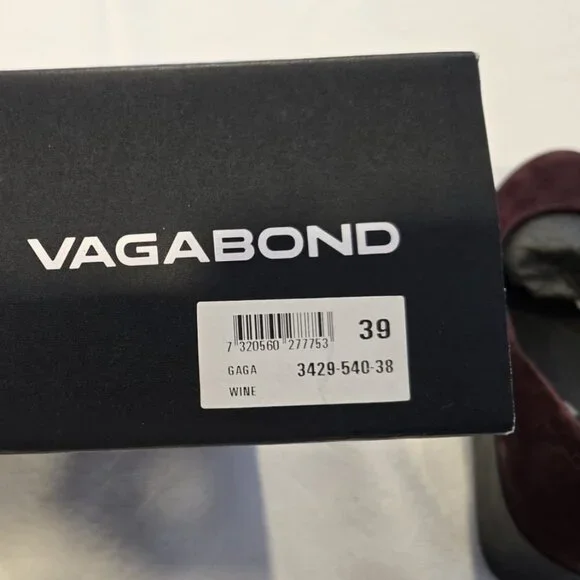 VAGABOND
39
7 320560 277753
GAGA 3429-540-38
WINE